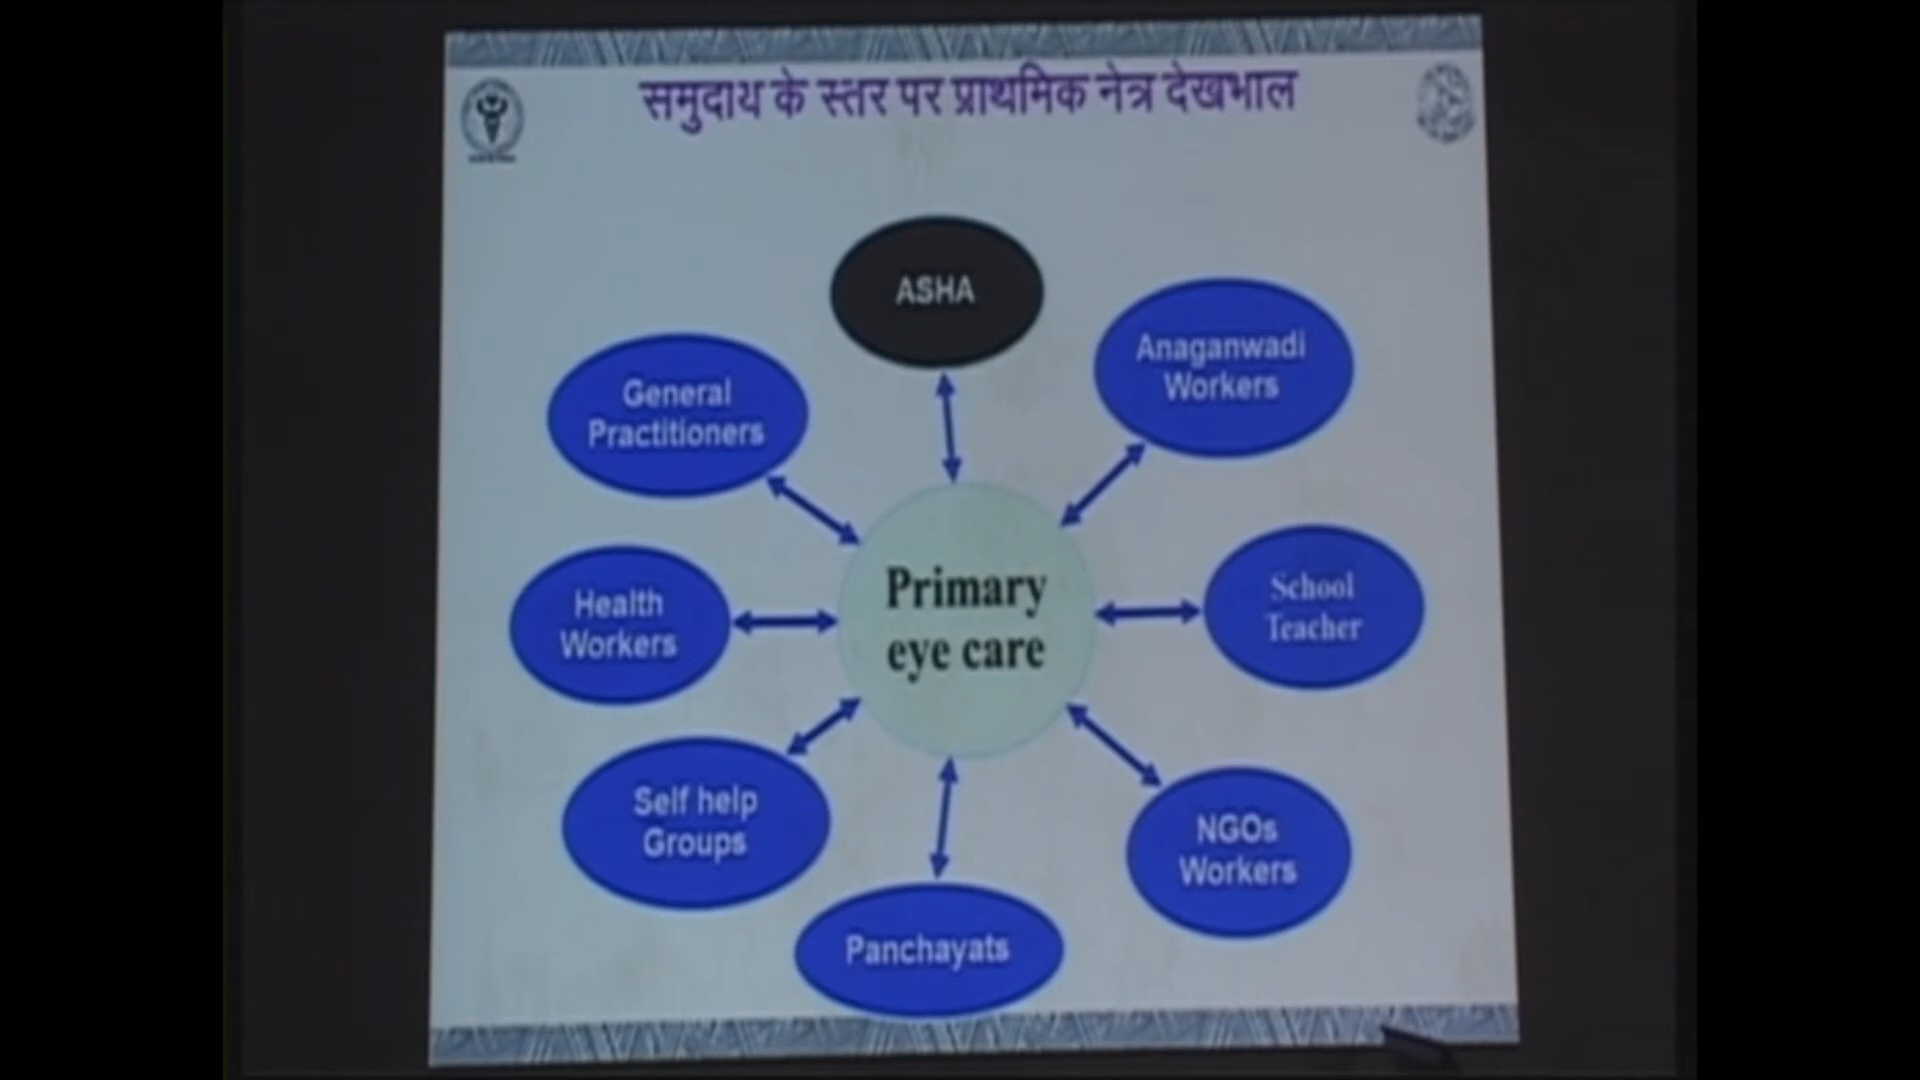 समुदाय के स्तर पर प्राथमिक नेत्र देखभाल
ASHA
Anaganwadi
Workers
General
Practitioners
Primary
eye care
School
Teacher
Health
Workers
Self help
Groups
NGOs
Workers
Panchayats